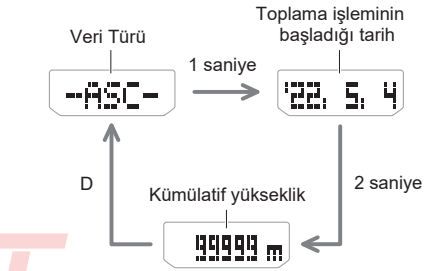 Toplama işleminin
başladığı tarih
Veri Türü
1 saniye
--ASC-
'22, 5, 4
D
2 saniye
Kümülatif yükseklik
99999 m